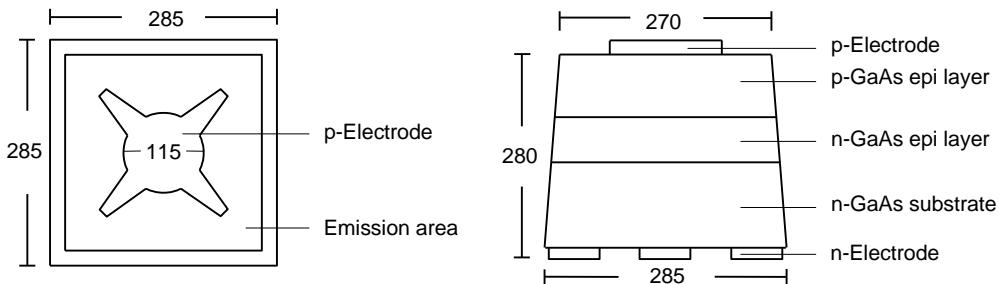 285
285
115
p-Electrode
Emission area
270
280
p-Electrode
p-GaAs epi layer
n-GaAs epi layer
n-GaAs substrate
n-Electrode
285